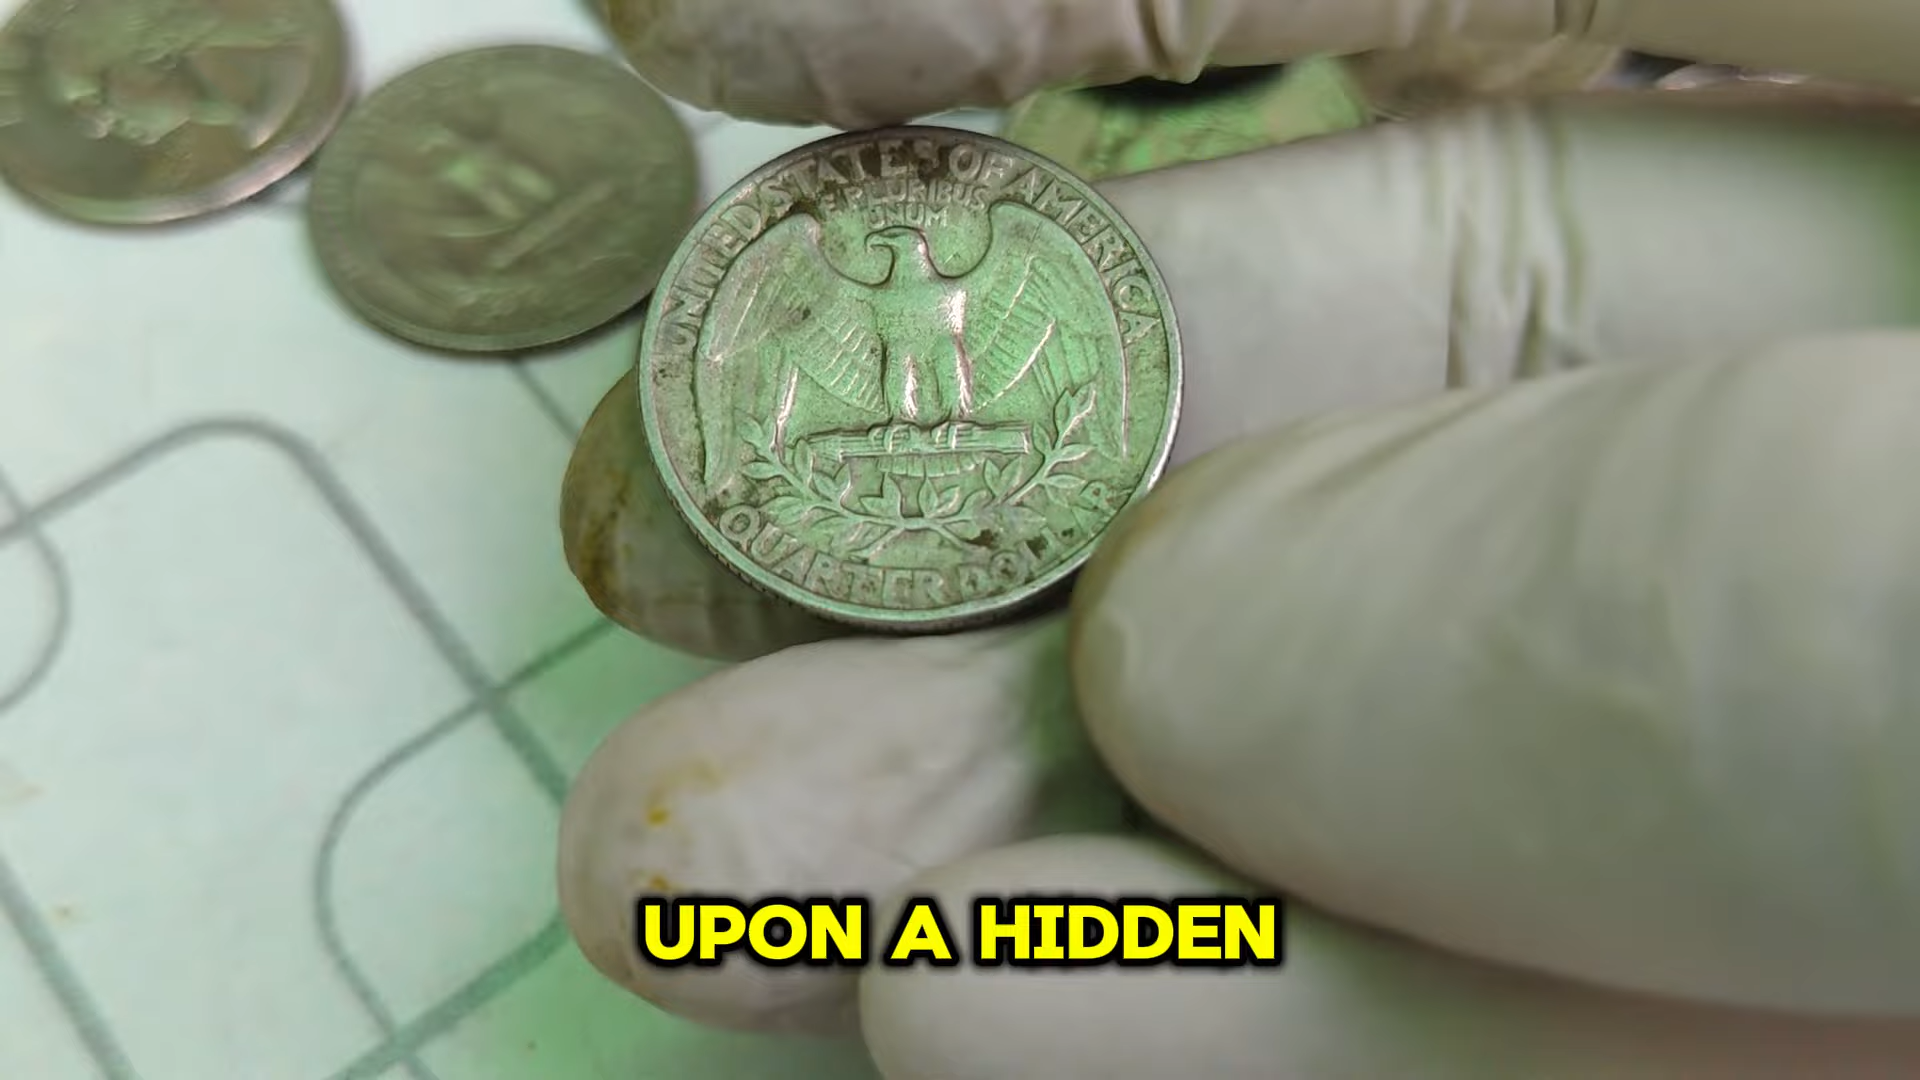 UNITED STATES OF AMERICA
E PLURIBUS
UNUM
QUARTER DOLLAR
UPON A HIDDEN